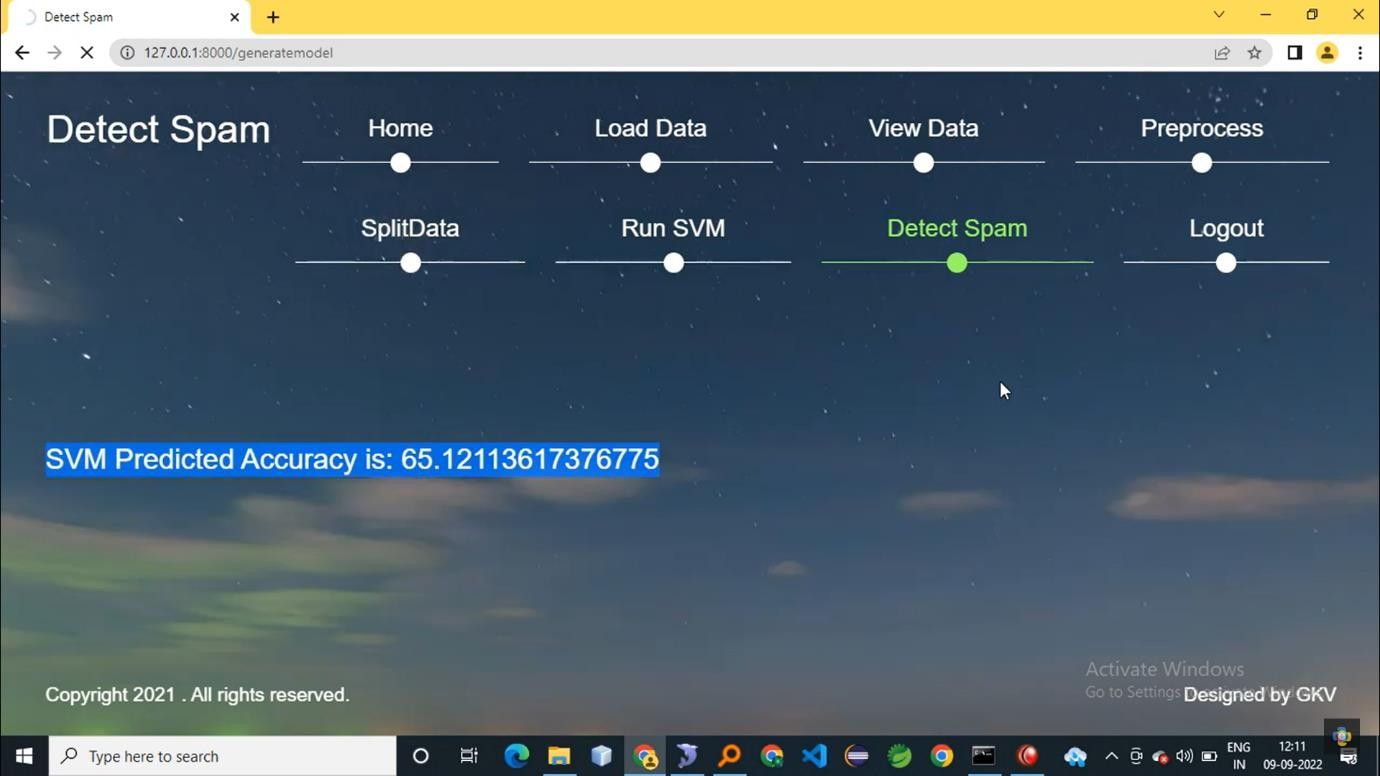 Detect Spam
127.0.0.1:8000/generatemodel
Detect Spam
Home
Load Data
View Data
Preprocess
SplitData
Run SVM
Detect Spam
Logout
SVM Predicted Accuracy is: 65.12113617376775
Activate Windows
Go to Settings
Copyright 2021 . All rights reserved.
Designed by GKV
Type here to search
ENG
IN
12:11
09-09-2022